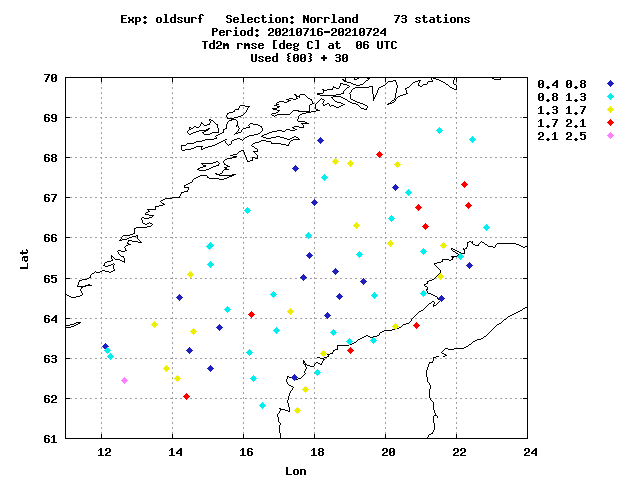 Exp: oldsurf   Selection: Norrland     73 stations
Period: 20210716-20210724
Td2m rmse [deg C] at  06 UTC
Used {00} + 30
0.4 0.8
0.8 1.3
1.3 1.7
1.7 2.1
2.1 2.5
70
69
68
67
66
65
64
63
62
61
Lat
12 14 16 18 20 22 24
Lon